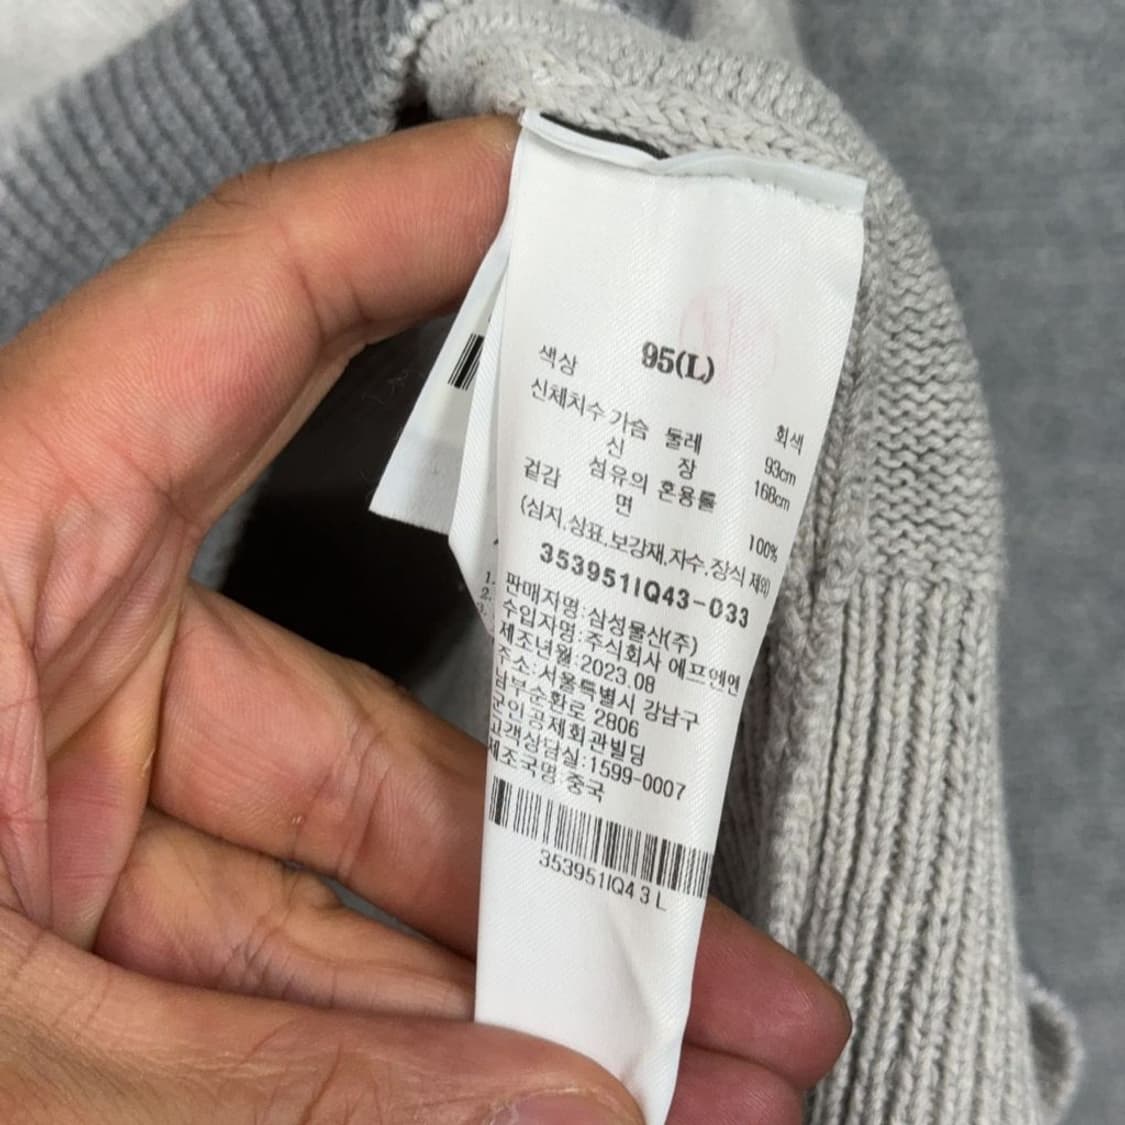 95(L)
색상 회색
신체치수 가슴 둘레 93cm
신 장 168cm
섬유의 혼용률
겉감 면 100%
(심지,상표,보강재,자수,장식 제외)
353951IQ43-033
판매자명:삼성물산(주)
수입자명:주식회사 에프엔엔
제조년월:2023.08
주소:서울특별시 강남구
남부순환로 2806
군인공제회관빌딩
고객상담실:1599-0007
제조국명:중국
353951IQ43L
1.
2.